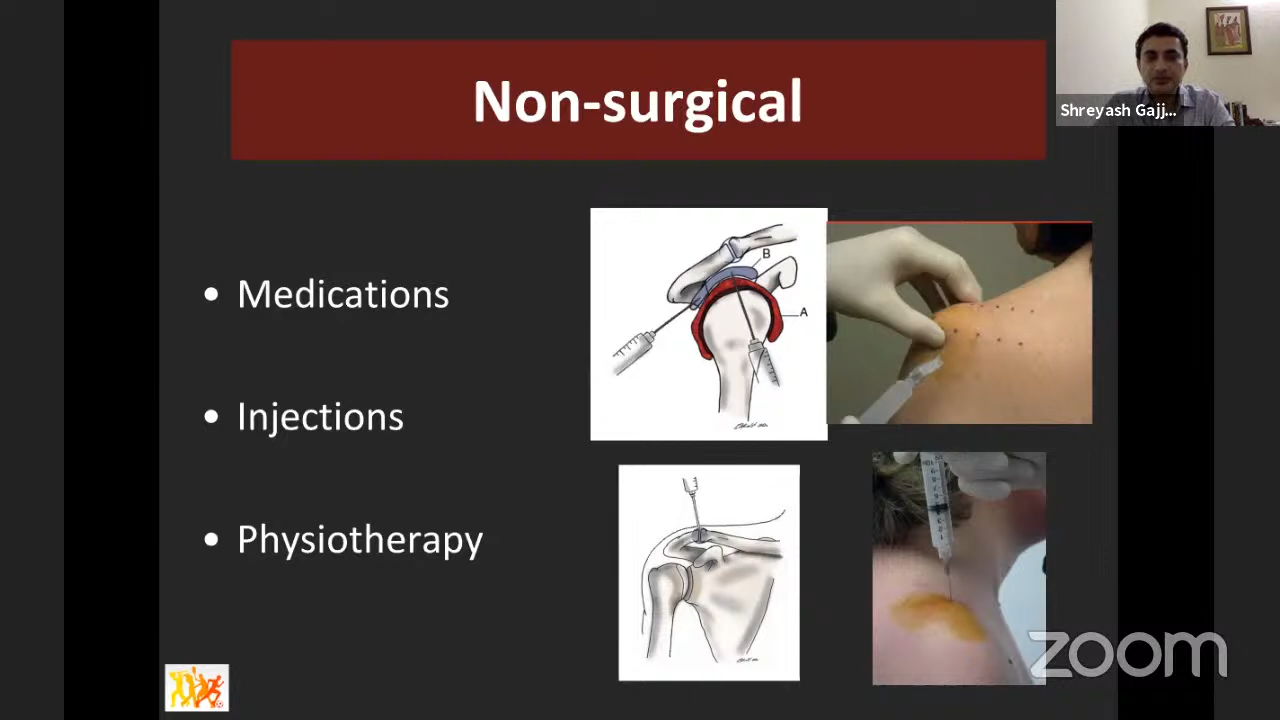 Non-surgical
Shreyash Gajj...
• Medications
• Injections
• Physiotherapy
B
A
zoom